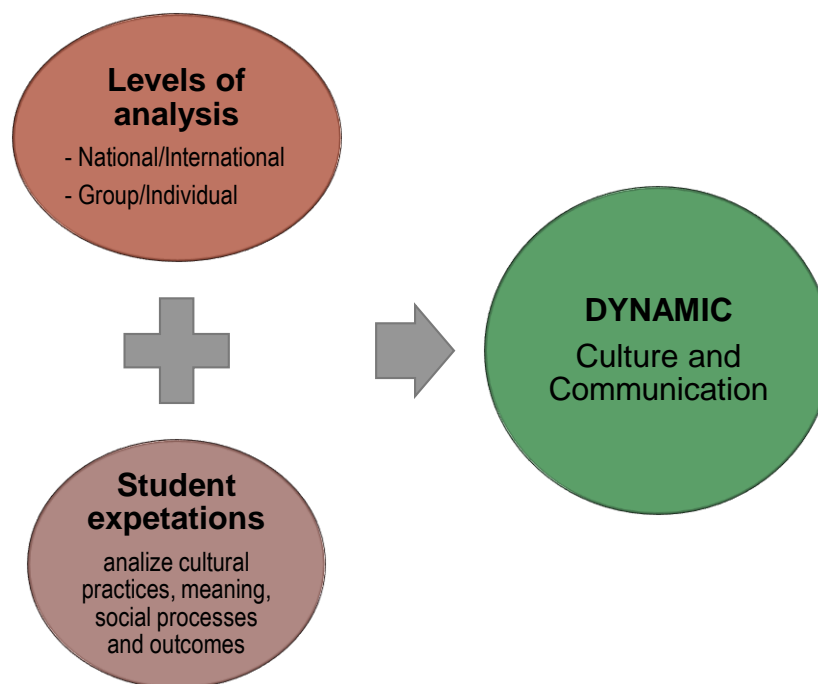 Levels of
analysis
- National/International
- Group/Individual
Student
expetations
analize cultural
practices, meaning,
social processes
and outcomes
DYNAMIC
Culture and
Communication